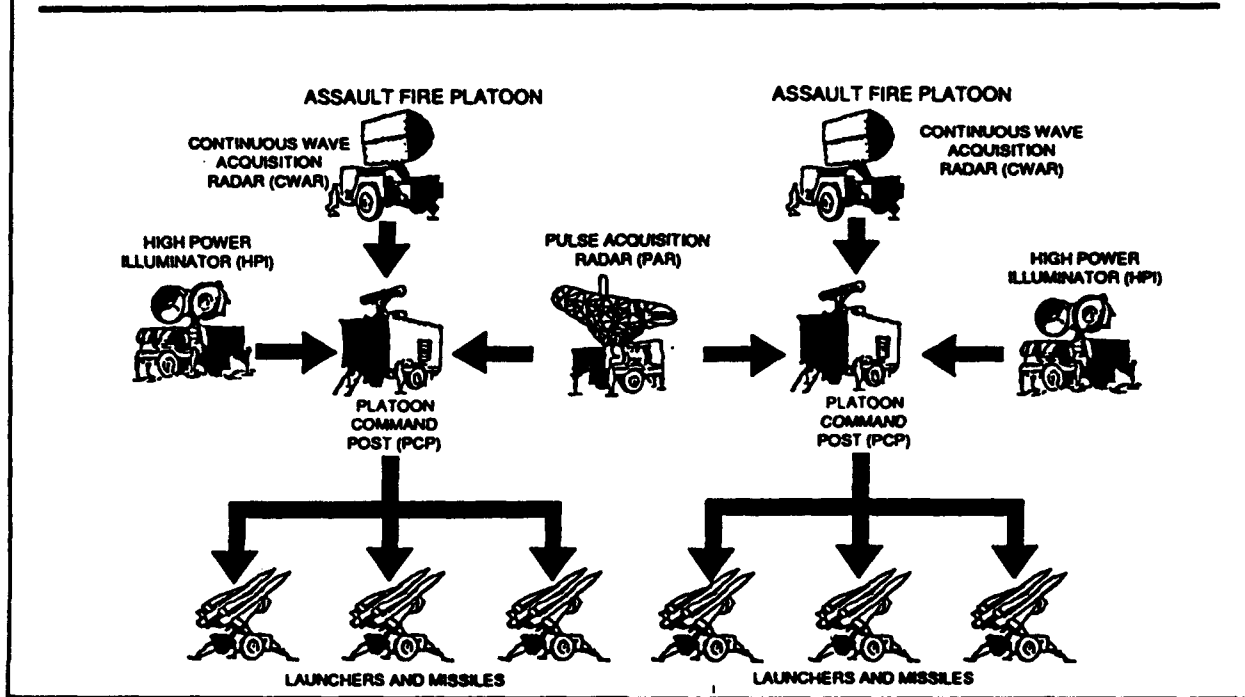 ASSAULT FIRE PLATOON
CONTINUOUS WAVE
ACQUISITION
RADAR (CWAR)
HIGH POWER
ILLUMINATOR (HPI)
PLATOON
COMMAND
POST (PCP)
LAUNCHERS AND MISSILES
PULSE ACQUISITION
RADAR (PAR)
ASSAULT FIRE PLATOON
CONTINUOUS WAVE
ACQUISITION
RADAR (CWAR)
HIGH POWER
ILLUMINATOR (HPI)
PLATOON
COMMAND
POST (PCP)
LAUNCHERS AND MISSILES